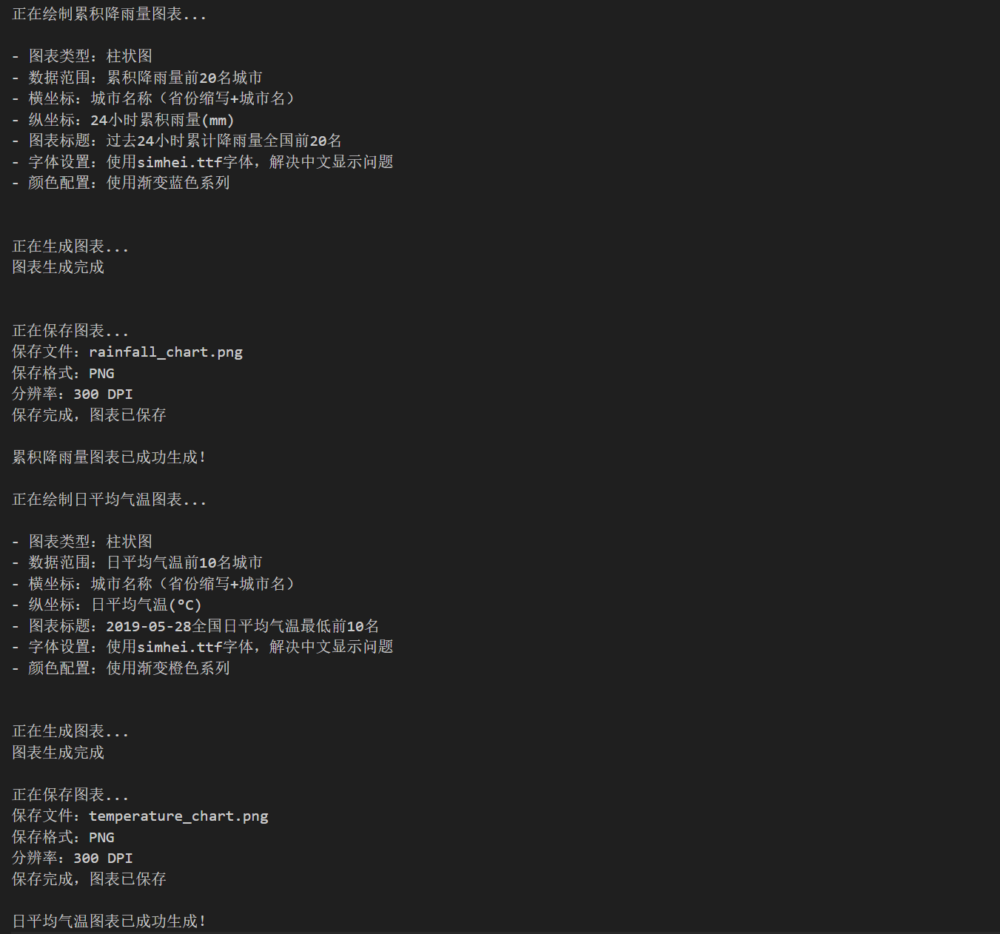 正在绘制累积降雨量图表...
- 图表类型：柱状图
- 数据范围：累积降雨量前20名城市
- 横坐标：城市名称（省份缩写+城市名）
- 纵坐标：24小时累积雨量(mm)
- 图表标题：过去24小时累计降雨量全国前20名
- 字体设置：使用simhei.ttf字体，解决中文显示问题
- 颜色配置：使用渐变蓝色系列
正在生成图表...
图表生成完成
正在保存图表...
保存文件：rainfall_chart.png
保存格式：PNG
分辨率：300 DPI
保存完成，图表已保存
累积降雨量图表已成功生成！
正在绘制日平均气温图表...
- 图表类型：柱状图
- 数据范围：日平均气温前10名城市
- 横坐标：城市名称（省份缩写+城市名）
- 纵坐标：日平均气温(°C)
- 图表标题：2019-05-28全国日平均气温最低前10名
- 字体设置：使用simhei.ttf字体，解决中文显示问题
- 颜色配置：使用渐变橙色系列
正在生成图表...
图表生成完成
正在保存图表...
保存文件：temperature_chart.png
保存格式：PNG
分辨率：300 DPI
保存完成，图表已保存
日平均气温图表已成功生成！